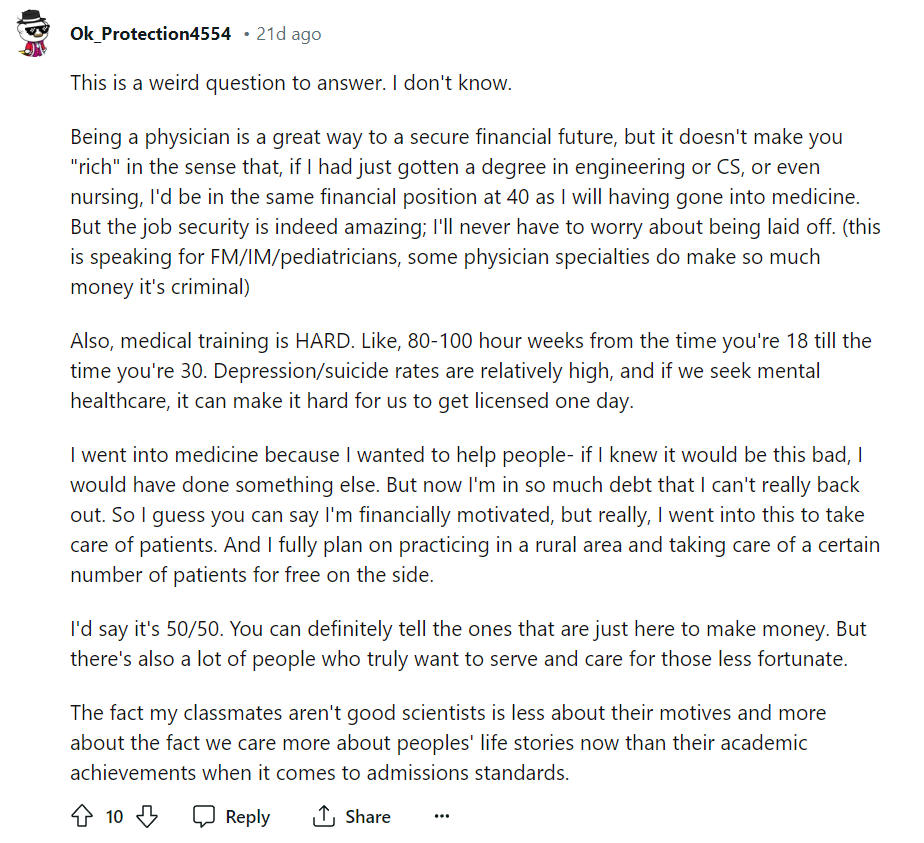 Ok_Protection4554 • 21d ago
This is a weird question to answer. I don't know.
Being a physician is a great way to a secure financial future, but it doesn't make you
"rich" in the sense that, if I had just gotten a degree in engineering or CS, or even
nursing, I'd be in the same financial position at 40 as I will having gone into medicine.
But the job security is indeed amazing; I'll never have to worry about being laid off. (this
is speaking for FM/IM/pediatricians, some physician specialties do make so much
money it's criminal)
Also, medical training is HARD. Like, 80-100 hour weeks from the time you're 18 till the
time you're 30. Depression/suicide rates are relatively high, and if we seek mental
healthcare, it can make it hard for us to get licensed one day.
I went into medicine because I wanted to help people- if I knew it would be this bad, I
would have done something else. But now I'm in so much debt that I can't really back
out. So I guess you can say I'm financially motivated, but really, I went into this to take
care of patients. And I fully plan on practicing in a rural area and taking care of a certain
number of patients for free on the side.
I'd say it's 50/50. You can definitely tell the ones that are just here to make money. But
there's also a lot of people who truly want to serve and care for those less fortunate.
The fact my classmates aren't good scientists is less about their motives and more
about the fact we care more about peoples' life stories now than their academic
achievements when it comes to admissions standards.
10 Reply Share ...